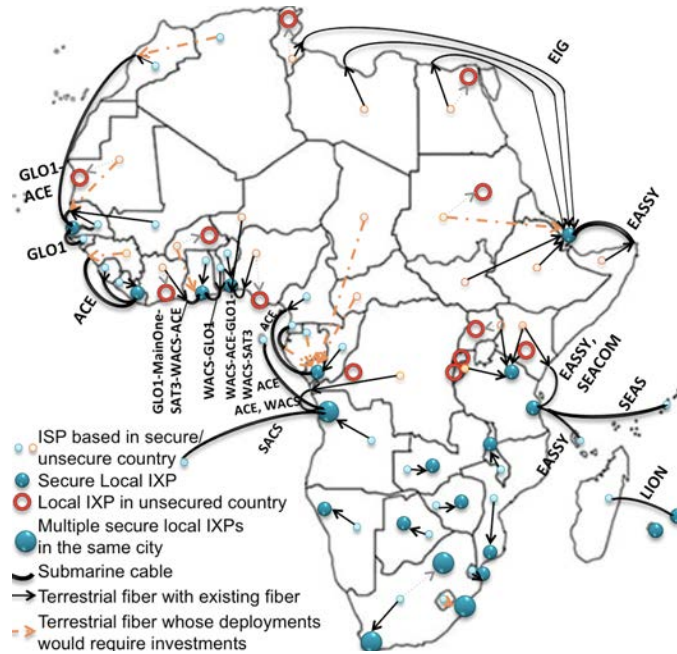 EIG
GLO1-
ACE
GLO1
EASSY
ACE
GLO1-MainOne-
SAT3-WACS-ACE
WACS-GLO1
WACS-ACE-GLO1-
WACS-SAT3
ACE
ACE
ACE, WACS
SACS
EASSY,
SEACOM
SEAS
EASSY
LION
ISP based in secure/
unsecure country
Secure Local IXP
Local IXP in unsecured country
Multiple secure local IXPs
in the same city
Submarine cable
Terrestrial fiber with existing fiber
Terrestrial fiber whose deployments
would require investments